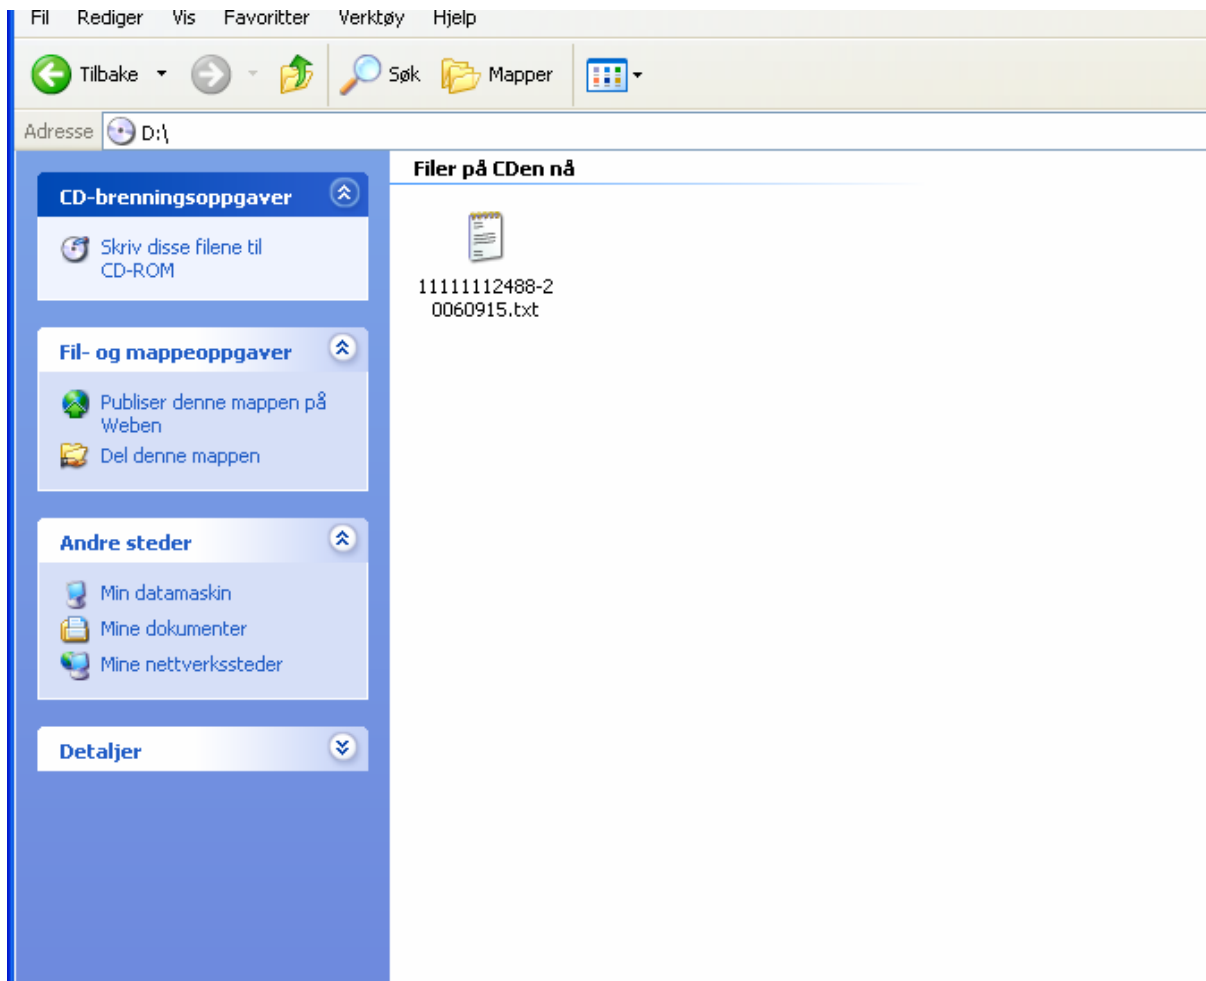 Fil Rediger Vis Favoritter Verktøy Hjelp
Tilbake Søk Mapper
Adresse D:\
Filer på CDen nå
CD-brenningsoppgaver
Skriv disse filene til
CD-ROM
11111112488-2
0060915.txt
Fil- og mappeoppgaver
Publiser denne mappen på
Weben
Del denne mappen
Andre steder
Min datamaskin
Mine dokumenter
Mine nettverkssteder
Detaljer